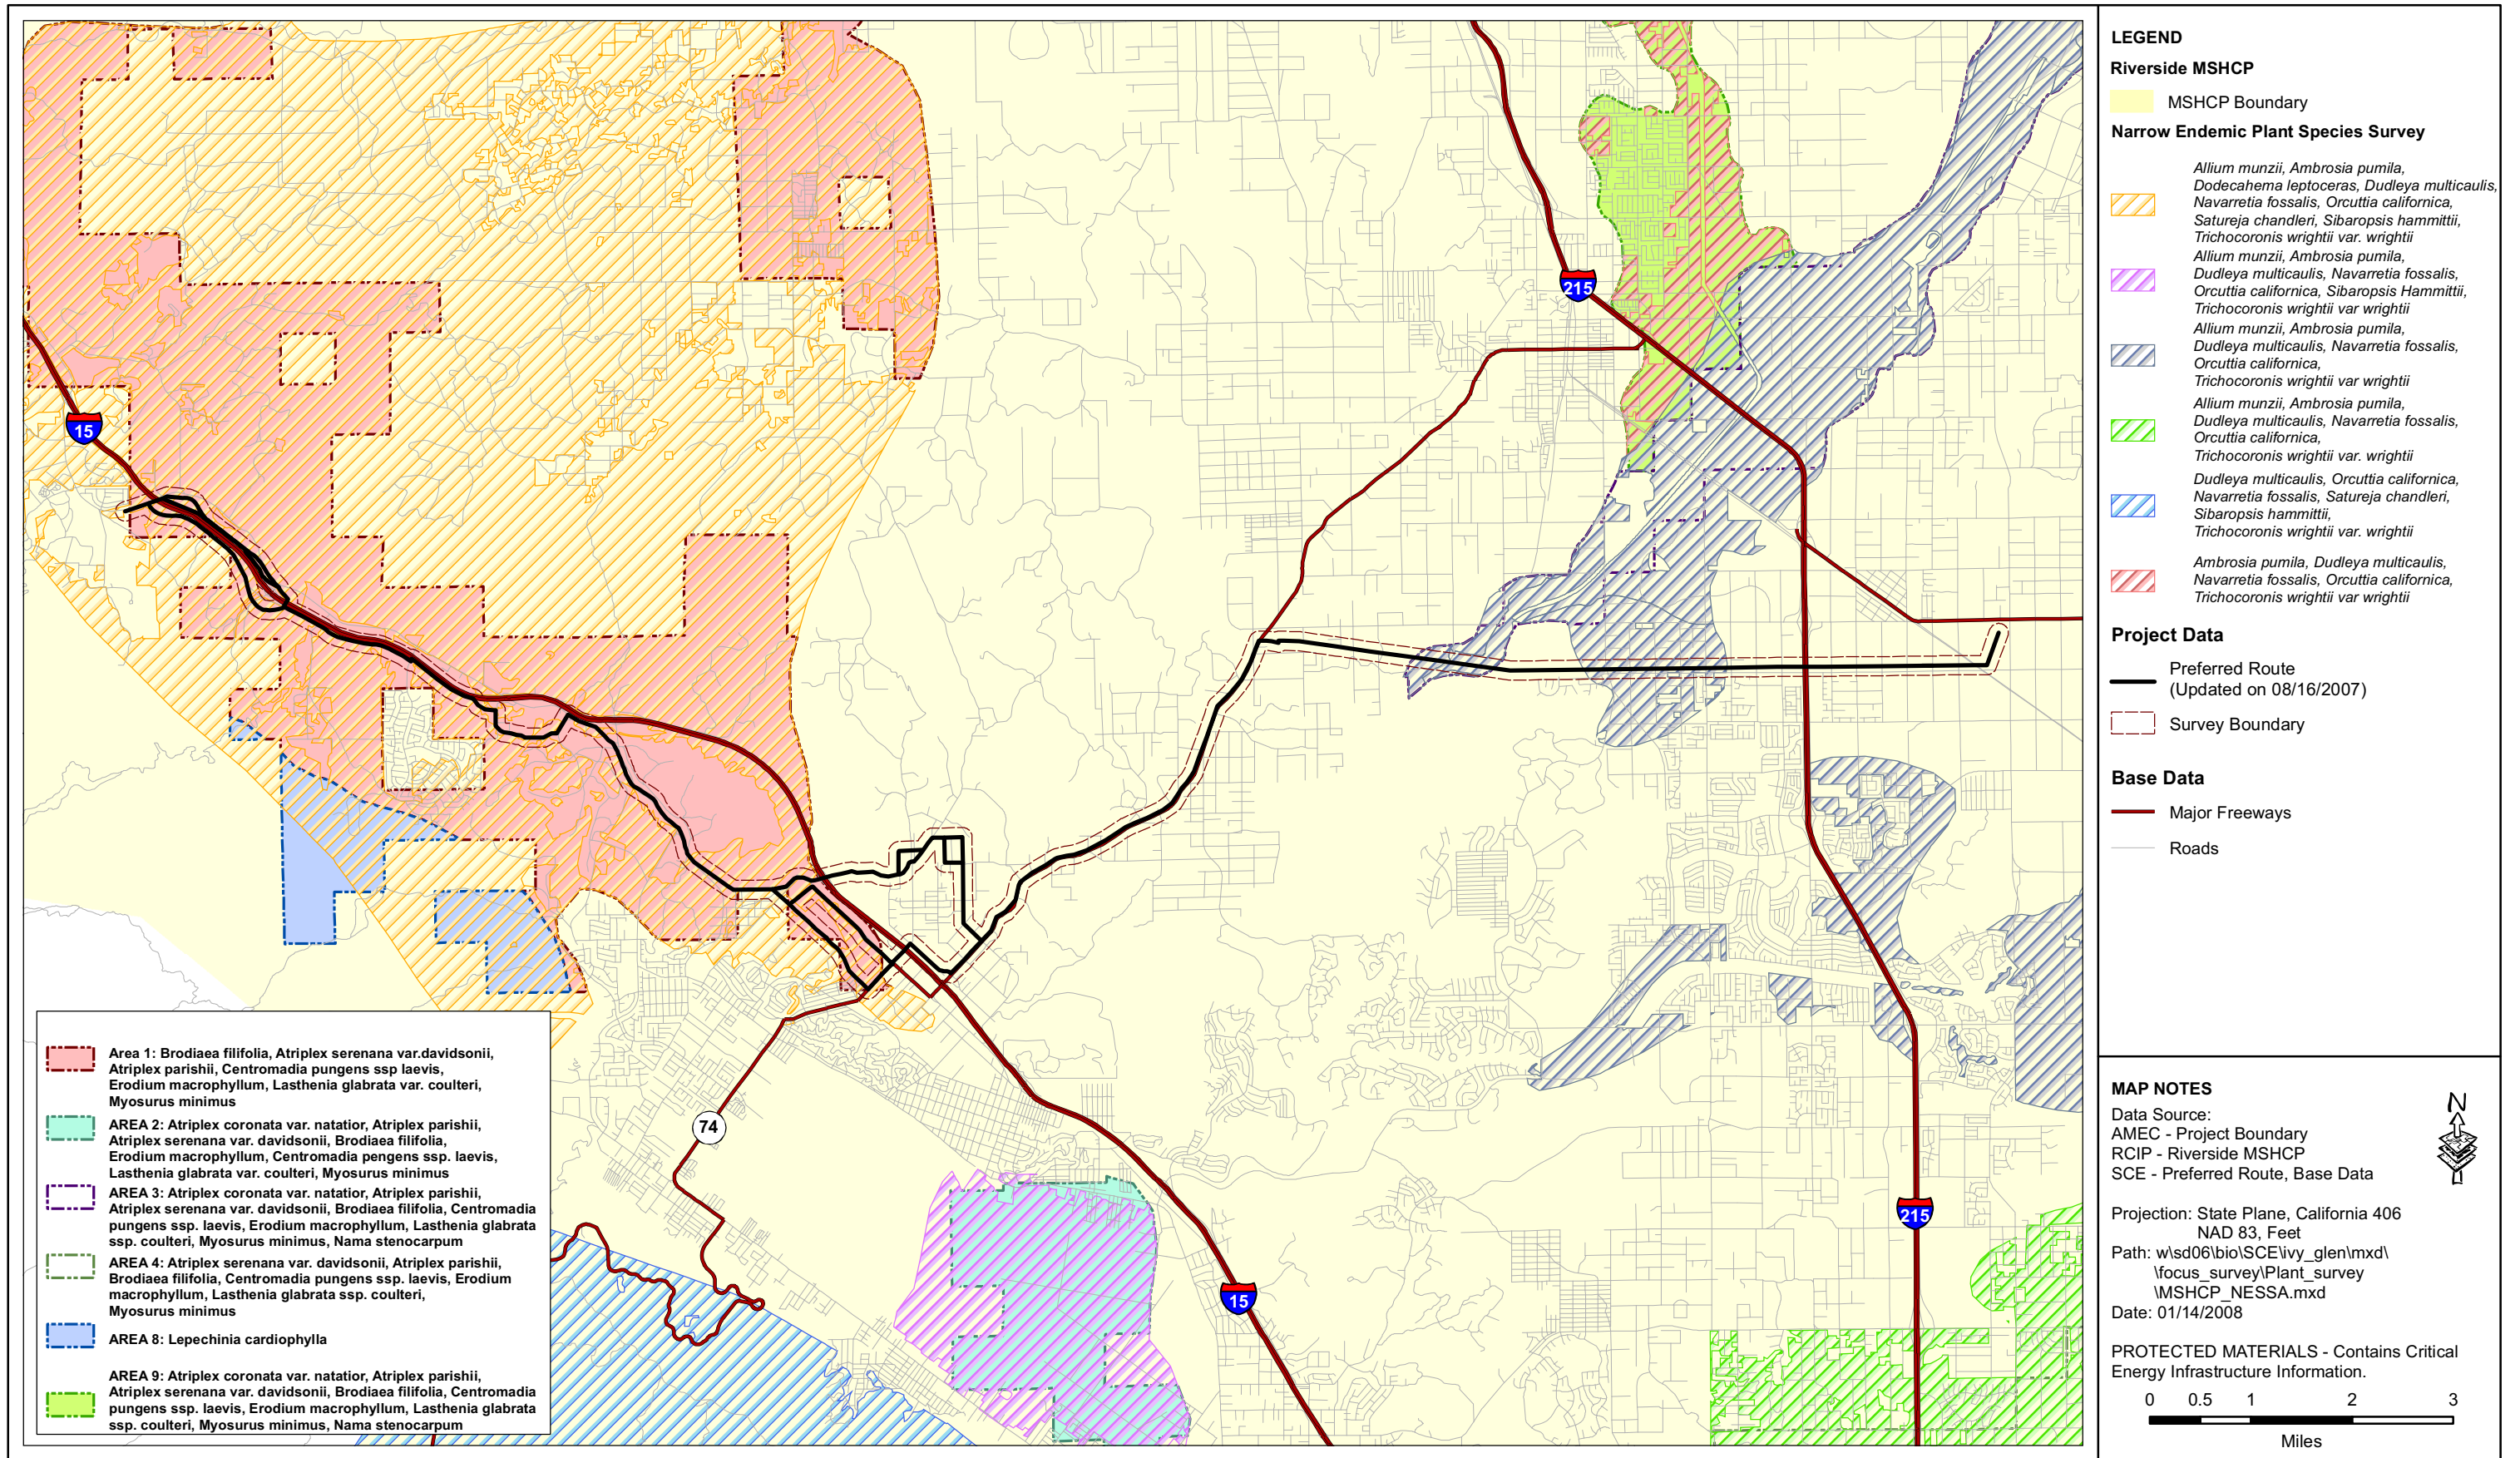 15
215
74
15
215
Area 1: Brodiaea filifolia, Atriplex serenana var.davidsonii,
Atriplex parishii, Centromadia pungens ssp laevis,
Erodium macrophyllum, Lasthenia glabrata var. coulteri,
Myosurus minimus
AREA 2: Atriplex coronata var. natatior, Atriplex parishii,
Atriplex serenana var. davidsonii, Brodiaea filifolia,
Erodium macrophyllum, Centromadia pengens ssp. laevis,
Lasthenia glabrata var. coulteri, Myosurus minimus
AREA 3: Atriplex coronata var. natatior, Atriplex parishii,
Atriplex serenana var. davidsonii, Brodiaea filifolia, Centromadia
pungens ssp. laevis, Erodium macrophyllum, Lasthenia glabrata
ssp. coulteri, Myosurus minimus, Nama stenocarpum
AREA 4: Atriplex serenana var. davidsonii, Atriplex parishii,
Brodiaea filifolia, Centromadia pungens ssp. laevis, Erodium
macrophyllum, Lasthenia glabrata ssp. coulteri,
Myosurus minimus
AREA 8: Lepechinia cardiophylla
AREA 9: Atriplex coronata var. natatior, Atriplex parishii,
Atriplex serenana var. davidsonii, Brodiaea filifolia, Centromadia
pungens ssp. laevis, Erodium macrophyllum, Lasthenia glabrata
ssp. coulteri, Myosurus minimus, Nama stenocarpum
LEGEND
Riverside MSHCP
MSHCP Boundary
Narrow Endemic Plant Species Survey
Allium munzii, Ambrosia pumila,
Dodecahema leptoceras, Dudleya multicaulis,
Navarretia fossalis, Orcuttia californica,
Satureja chandleri, Sibaropsis hammittii,
Trichocoronis wrightii var. wrightii
Allium munzii, Ambrosia pumila,
Dudleya multicaulis, Navarretia fossalis,
Orcuttia californica, Sibaropsis Hammittii,
Trichocoronis wrightii var wrightii
Allium munzii, Ambrosia pumila,
Dudleya multicaulis, Navarretia fossalis,
Orcuttia californica,
Trichocoronis wrightii var wrightii
Allium munzii, Ambrosia pumila,
Dudleya multicaulis, Navarretia fossalis,
Orcuttia californica,
Trichocoronis wrightii var. wrightii
Dudleya multicaulis, Orcuttia californica,
Navarretia fossalis, Satureja chandleri,
Sibaropsis hammittii,
Trichocoronis wrightii var. wrightii
Ambrosia pumila, Dudleya multicaulis,
Navarretia fossalis, Orcuttia californica,
Trichocoronis wrightii var wrightii
Project Data
Preferred Route
(Updated on 08/16/2007)
Survey Boundary
Base Data
Major Freeways
Roads
MAP NOTES
Data Source:
AMEC - Project Boundary
RCIP - Riverside MSHCP
SCE - Preferred Route, Base Data
N
Projection: State Plane, California 406
NAD 83, Feet
Path: w\sd06\bio\SCE\ivy_glen\mxd\
\focus_survey\Plant_survey
\MSHCP_NESSA.mxd
Date: 01/14/2008
PROTECTED MATERIALS - Contains Critical
Energy Infrastructure Information.
0 0.5 1 2 3
Miles